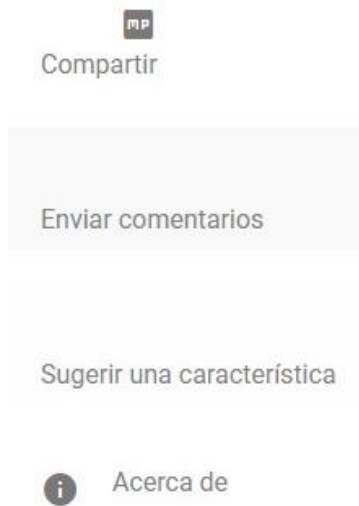 MP
Compartir
Enviar comentarios
Sugerir una característica
Acerca de